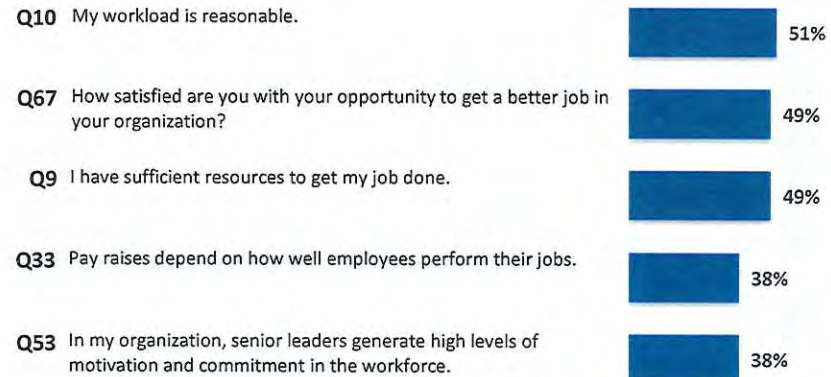 Q10 My workload is reasonable. 51%
Q67 How satisfied are you with your opportunity to get a better job in
your organization? 49%
Q9 I have sufficient resources to get my job done. 49%
Q33 Pay raises depend on how well employees perform their jobs. 38%
Q53 In my organization, senior leaders generate high levels of
motivation and commitment in the workforce. 38%